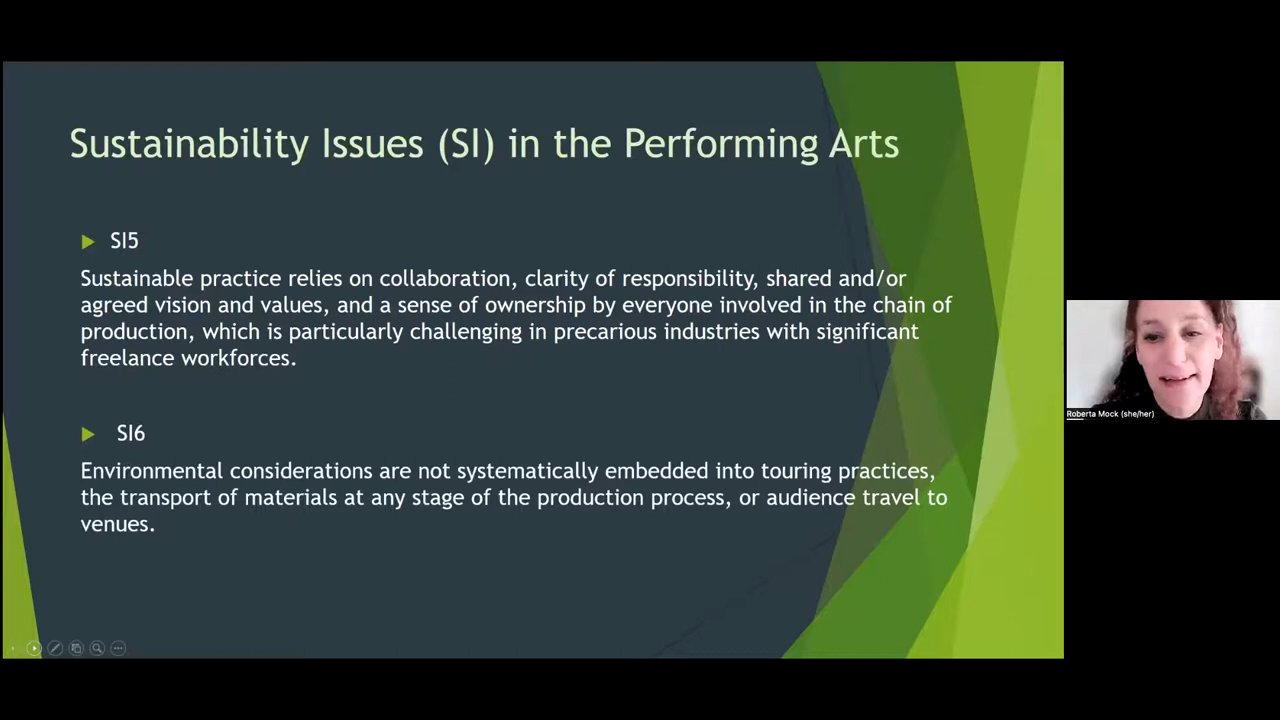 Sustainability Issues (SI) in the Performing Arts
SI5
Sustainable practice relies on collaboration, clarity of responsibility, shared and/or
agreed vision and values, and a sense of ownership by everyone involved in the chain of
production, which is particularly challenging in precarious industries with significant
freelance workforces.
SI6
Environmental considerations are not systematically embedded into touring practices,
the transport of materials at any stage of the production process, or audience travel to
venues.
Roberta Mock (she/her)